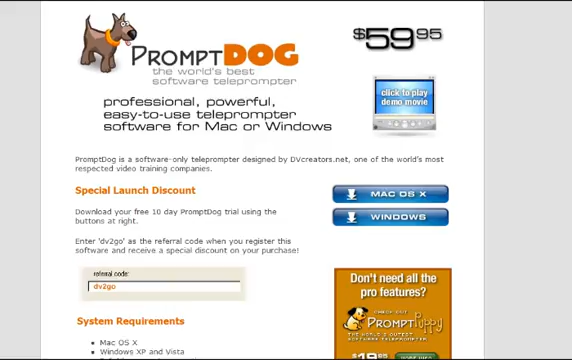 $59.95
PROMPTDOG
the world's best
software teleprompter
click to play
demo movie
professional, powerful,
easy-to-use teleprompter
software for Mac or Windows
PromptDog is a software-only teleprompter designed by DVcreators.net, one of the world's most
respected video training companies.
Special Launch Discount
MAC OS X
Download your free 10 day PromptDog trial using the
buttons at right.
WINDOWS
Enter 'dv2go' as the referral code when you register this
software and receive a special discount on your purchase!
referral code:
dv2go
Don't need all the
pro features?
CHECK OUT
PROMPTPuppy
System Requirements
• Mac OS X
• Windows XP and Vista
$19.95